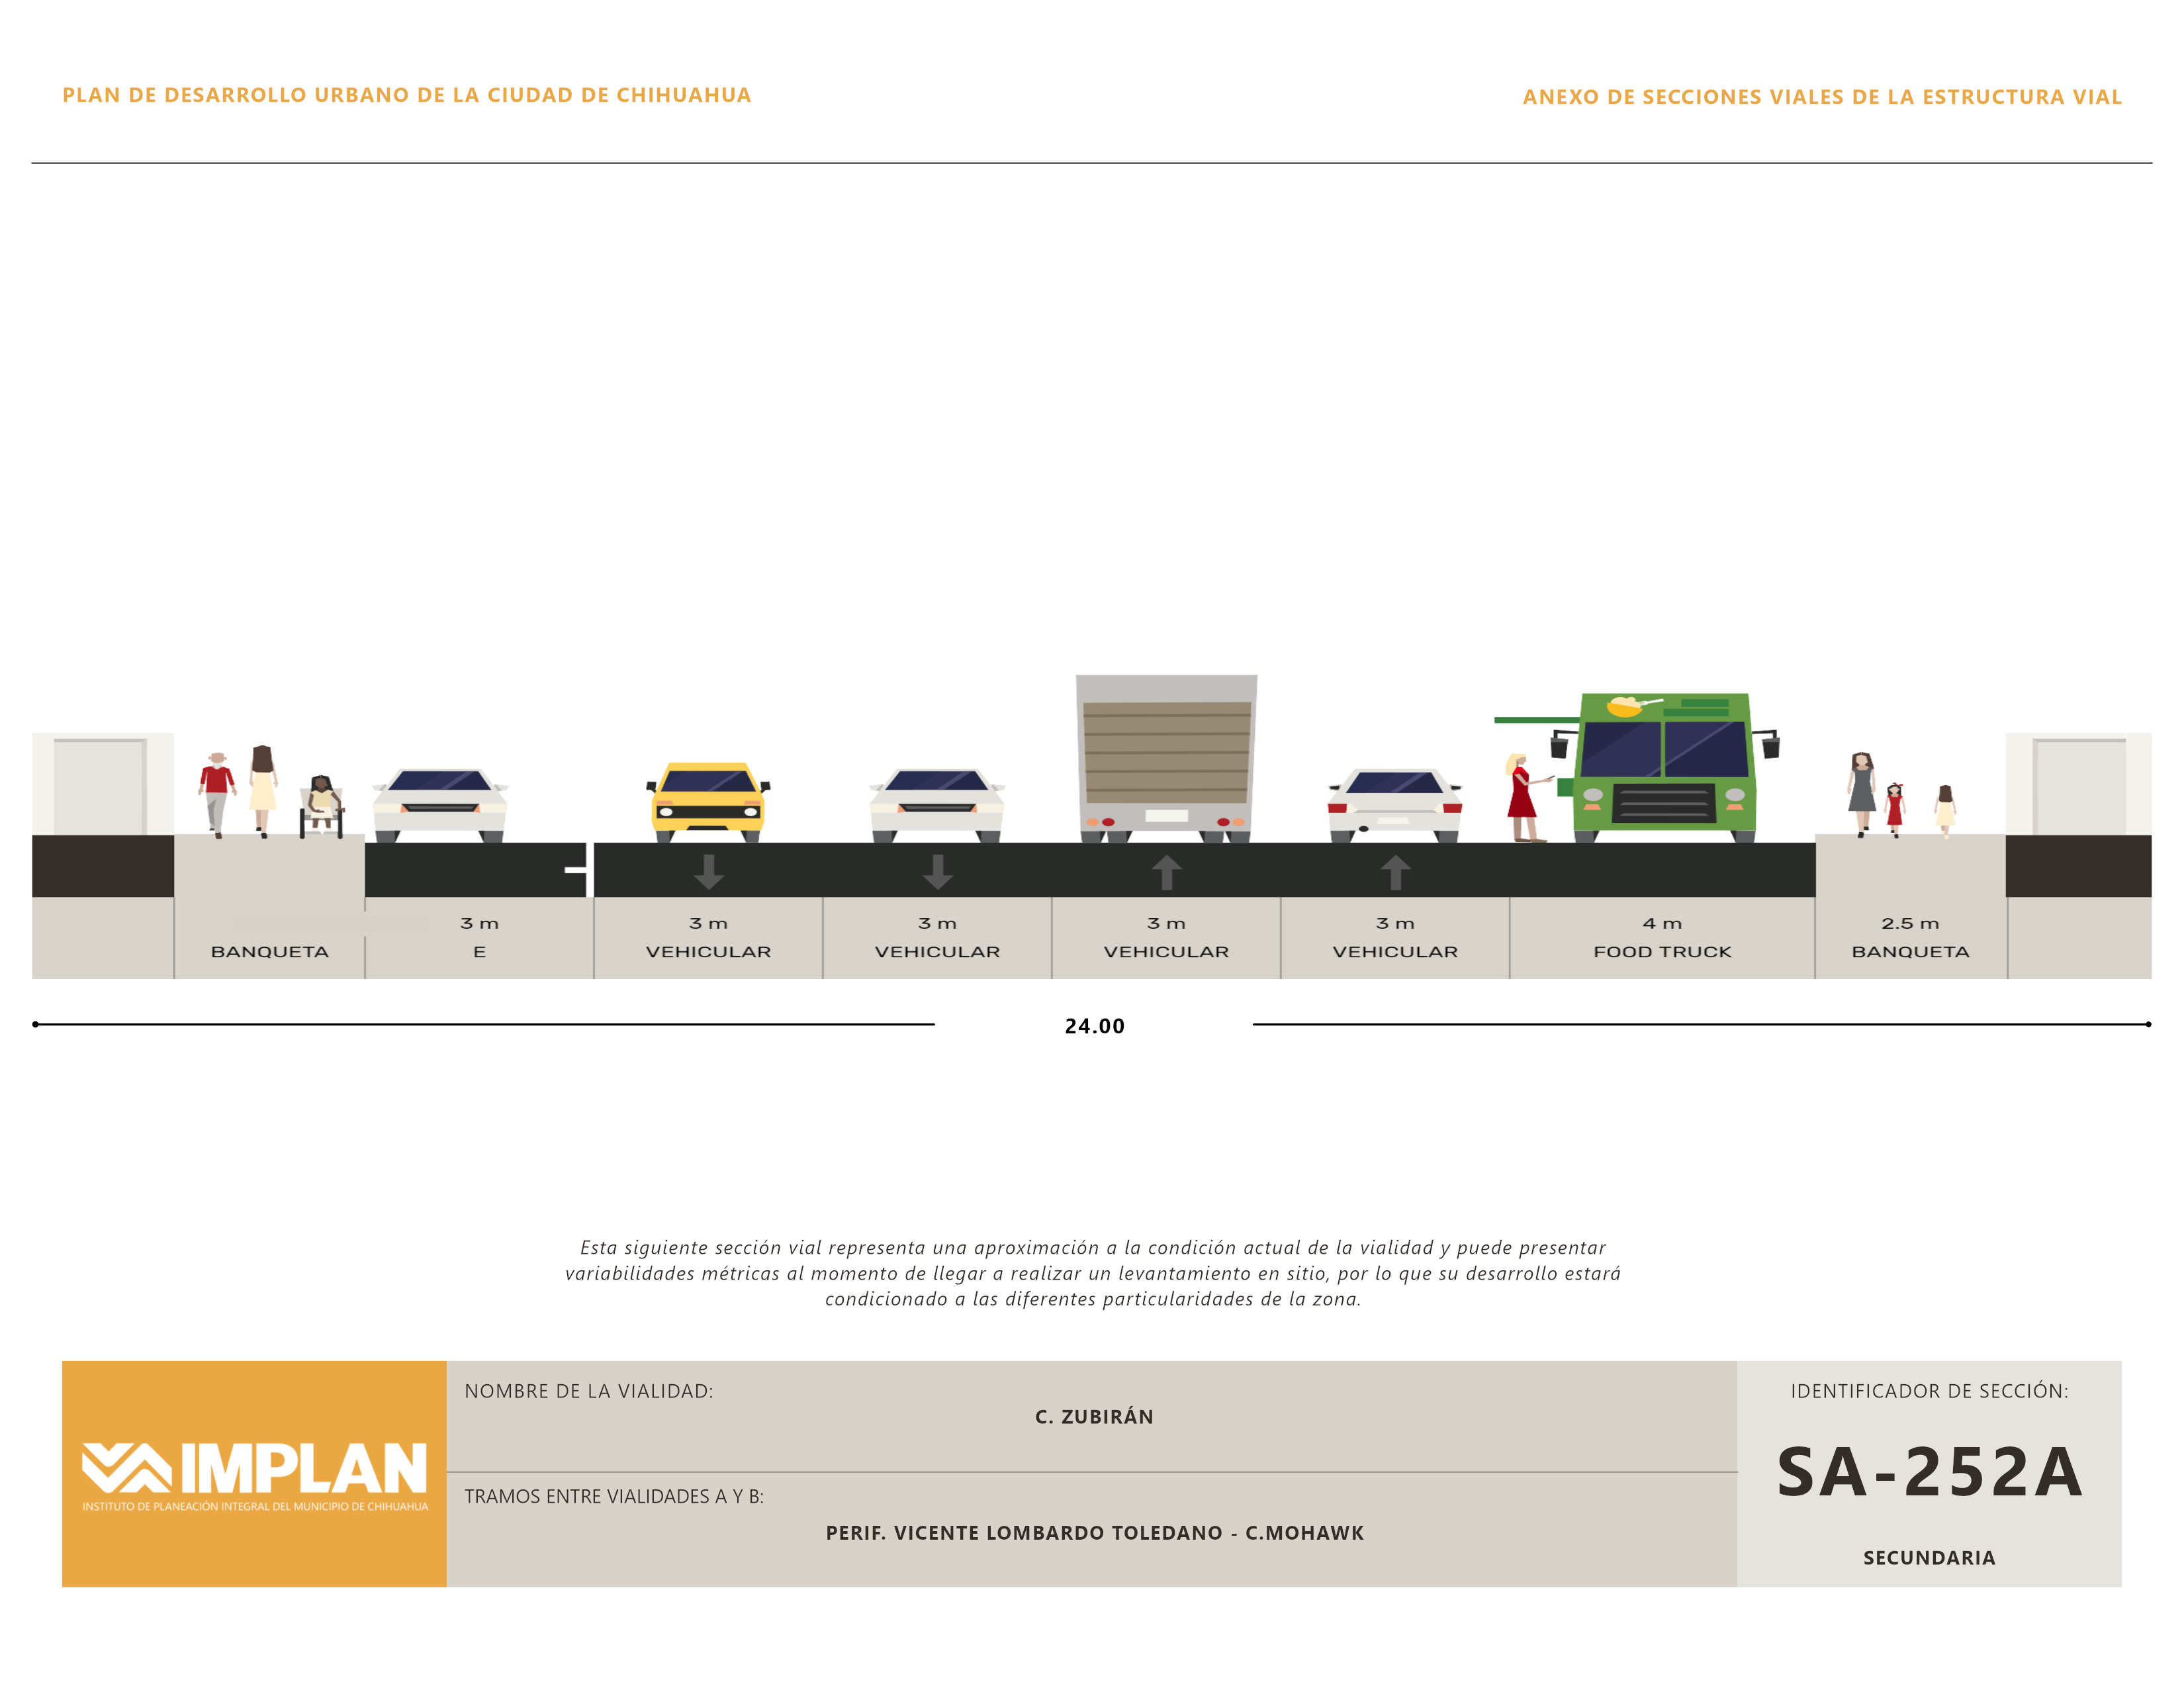 PLAN DE DESARROLLO URBANO DE LA CIUDAD DE CHIHUAHUA
ANEXO DE SECCIONES VIALES DE LA ESTRUCTURA VIAL
3 m
3 m
3 m
3 m
3 m
4 m
2.5 m
BANQUETA
E
VEHICULAR
VEHICULAR
VEHICULAR
VEHICULAR
FOOD TRUCK
BANQUETA
24.00
Esta siguiente sección vial representa una aproximación a la condición actual de la vialidad y puede presentar
variabilidades métricas al momento de llegar a realizar un levantamiento en sitio, por lo que su desarrollo estará
condicionado a las diferentes particularidades de la zona.
IMPLAN
INSTITUTO DE PLANEACIÓN INTEGRAL DEL MUNICIPIO DE CHIHUAHUA
NOMBRE DE LA VIALIDAD:
C. ZUBIRÁN
TRAMOS ENTRE VIALIDADES A Y B:
PERIF. VICENTE LOMBARDO TOLEDANO - C.MOHAWK
IDENTIFICADOR DE SECCIÓN:
SA-252A
SECUNDARIA